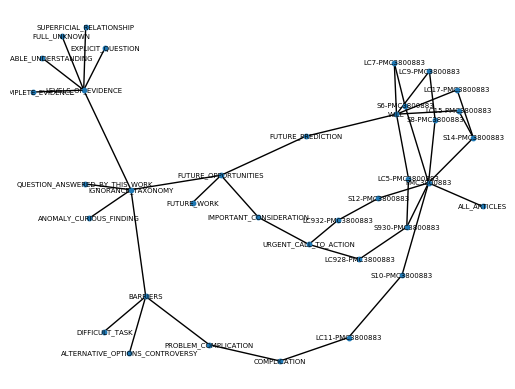 SUPERFICIAL_RELATIONSHIP
FULL_UNKNOWN
EXPLICIT_QUESTION
ABLE_UNDERSTANDING
MPLETE_EVIDENCE
LEVELS_OF_EVIDENCE
LC7-PMC3800883
LC9-PMC3800883
LC17-PMC3800883
S6-PMC3800883
LC15-PMC3800883
S8-PMC3800883
S14-PMC3800883
FUTURE_PREDICTION
FUTURE_OPPORTUNITIES
LC5-PMC3800883
PMC3800883
QUESTION_ANSWERED_BY_THIS_WORK
IGNORANCE_TAXONOMY
FUTURE_WORK
S12-PMC3800883
ALL_ARTICLES
ANOMALY_CURIOUS_FINDING
IMPORTANT_CONSIDERATION
LC932-PMC3800883
S930-PMC3800883
URGENT_CALL_TO_ACTION
LC928-PMC3800883
S10-PMC3800883
BARRIERS
DIFFICULT_TASK
LC11-PMC3800883
PROBLEM_COMPLICATION
ALTERNATIVE_OPTIONS_CONTROVERSY
COMPLICATION